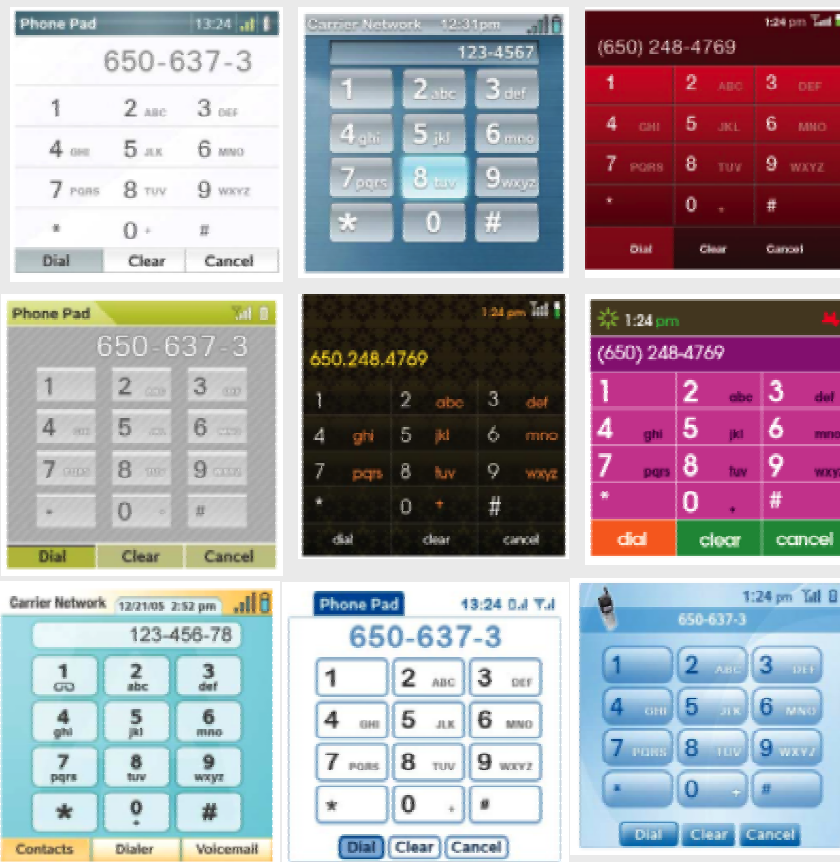 Phone Pad 13:24
650-637-3
1 2 ABC 3 DEF
4 GHI 5 JLK 6 MNO
7 PQRS 8 TUV 9 WXYZ
* 0 + #
Dial Clear Cancel
Carrier Network 12:31pm
123-4567
1 2 abc 3 def
4 ghi 5 jkl 6 mno
7 pqrs 8 tuv 9 wxyz
* 0 #
1:24 pm
(650) 248-4769
1 2 ABC 3 DEF
4 GHI 5 JKL 6 MNO
7 PQRS 8 TUV 9 WXYZ
* 0 + #
Dial Clear Cancel
Phone Pad
650-637-3
1 2 3
4 5 6
7 8 9
0 #
Dial Clear Cancel
1:24 pm
650.248.4769
1 2 abc 3 def
4 ghi 5 jkl 6 mno
7 pqrs 8 tuv 9 wxyz
* 0 + #
dial clear cancel
1:24 pm
(650) 248-4769
1 2 abc 3 def
4 ghi 5 jkl 6 mno
7 pqrs 8 tuv 9 wxyz
* 0 + #
dial clear cancel
Carrier Network 12/21/05 2:52 pm
123-456-78
1 2 abc 3 def
4 ghi 5 jkl 6 mno
7 pqrs 8 tuv 9 wxyz
* 0 + #
Contacts Dialer Voicemail
Phone Pad 13:24
650-637-3
1 2 ABC 3 DEF
4 GHI 5 JLK 6 MNO
7 PQRS 8 TUV 9 WXYZ
* 0 + #
Dial Clear Cancel
1:24 pm
650-637-3
1 2 ABC 3 DEF
4 GHI 5 JLK 6 MNO
7 PQRS 8 TUV 9 WXYZ
* 0 + #
Dial Clear Cancel